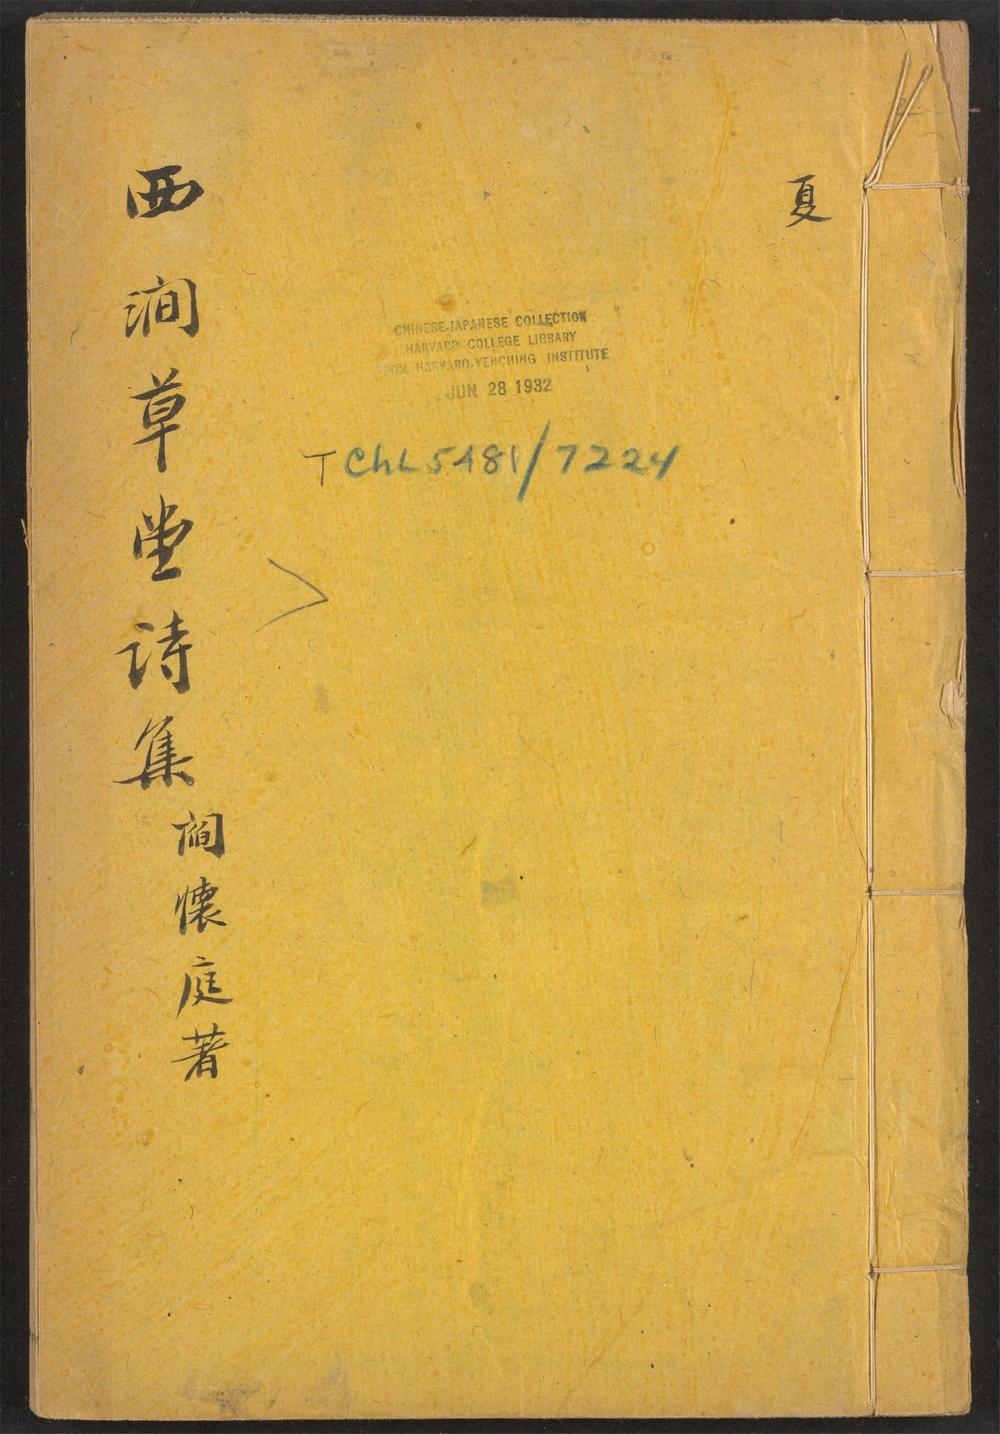 夏
CHINESE-JAPANESE COLLECTION
HARVARD COLLEGE LIBRARY
FROM HARVARD-YENCHING INSTITUTE
JUN 28 1932
TChL5481/7224
西澗草堂诗集
閻懷庭著